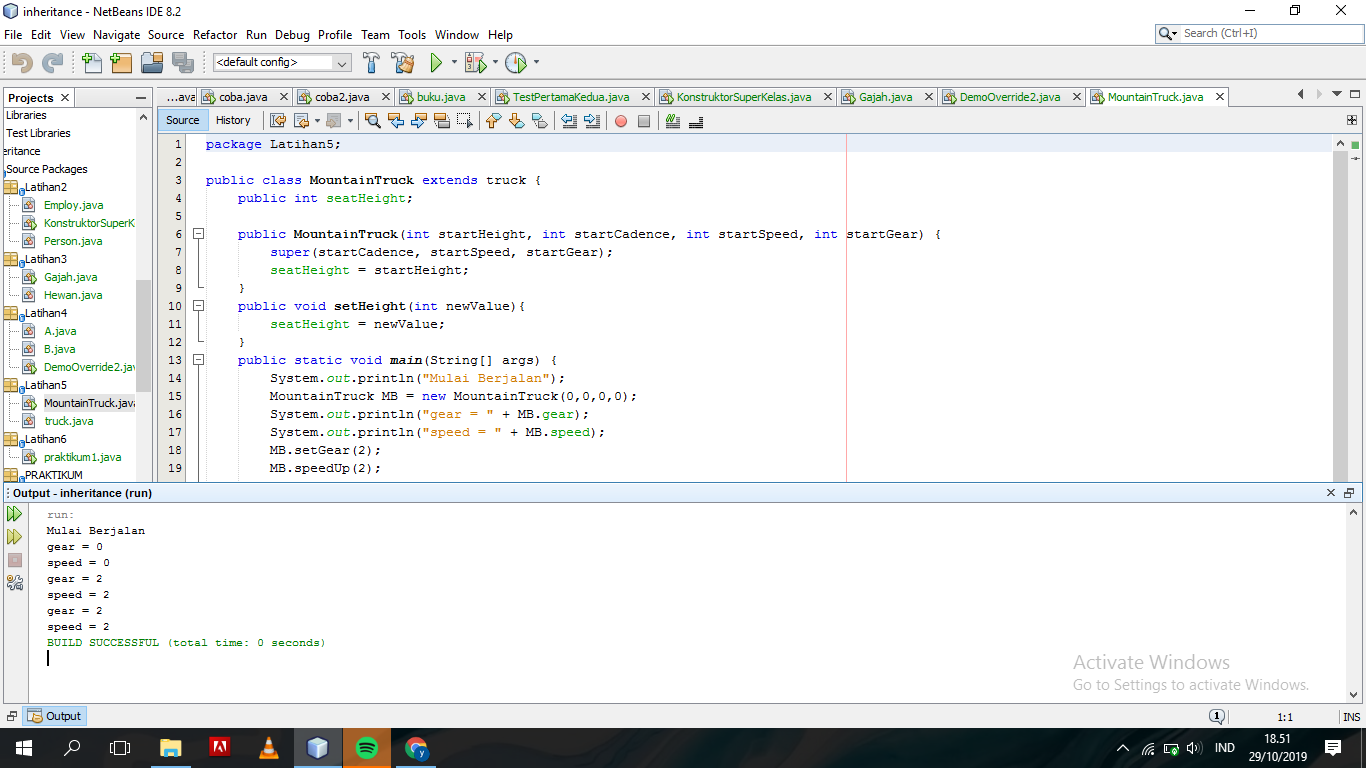 inheritance - NetBeans IDE 8.2
File Edit View Navigate Source Refactor Run Debug Profile Team Tools Window Help
Search (Ctrl+I)
<default config>
Projects
...ava coba.java coba2.java buku.java TestPertamaKedua.java KonstruktorSuperKelas.java Gajah.java DemoOverride2.java MountainTruck.java
Source History
Libraries
Test Libraries
eritance
Source Packages
Latihan2
Employ.java
KonstruktorSuperK
Person.java
Latihan3
Gajah.java
Hewan.java
Latihan4
A.java
B.java
DemoOverride2.jav
Latihan5
MountainTruck.java
truck.java
Latihan6
praktikum1.java
PRAKTIKUM
1 package Latihan5;
2
3 public class MountainTruck extends truck {
4 public int seatHeight;
5
6 public MountainTruck(int startHeight, int startCadence, int startSpeed, int startGear) {
7 super(startCadence, startSpeed, startGear);
8 seatHeight = startHeight;
9 }
10 public void setHeight(int newValue){
11 seatHeight = newValue;
12 }
13 public static void main(String[] args) {
14 System.out.println("Mulai Berjalan");
15 MountainTruck MB = new MountainTruck(0,0,0,0);
16 System.out.println("gear = " + MB.gear);
17 System.out.println("speed = " + MB.speed);
18 MB.setGear(2);
19 MB.speedUp(2);
Output - inheritance (run)
run:
Mulai Berjalan
gear = 0
speed = 0
gear = 2
speed = 2
gear = 2
speed = 2
BUILD SUCCESSFUL (total time: 0 seconds)
Activate Windows
Go to Settings to activate Windows.
Output
1
1:1 INS
IND
18.51
29/10/2019